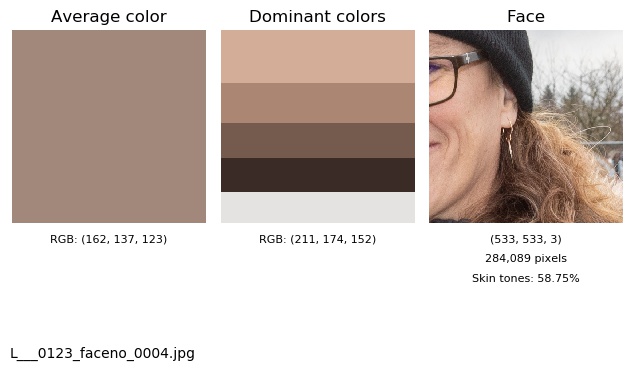 Average color
Dominant colors
Face
RGB: (162, 137, 123)
RGB: (211, 174, 152)
(533, 533, 3)
284,089 pixels
Skin tones: 58.75%
L___0123_faceno_0004.jpg